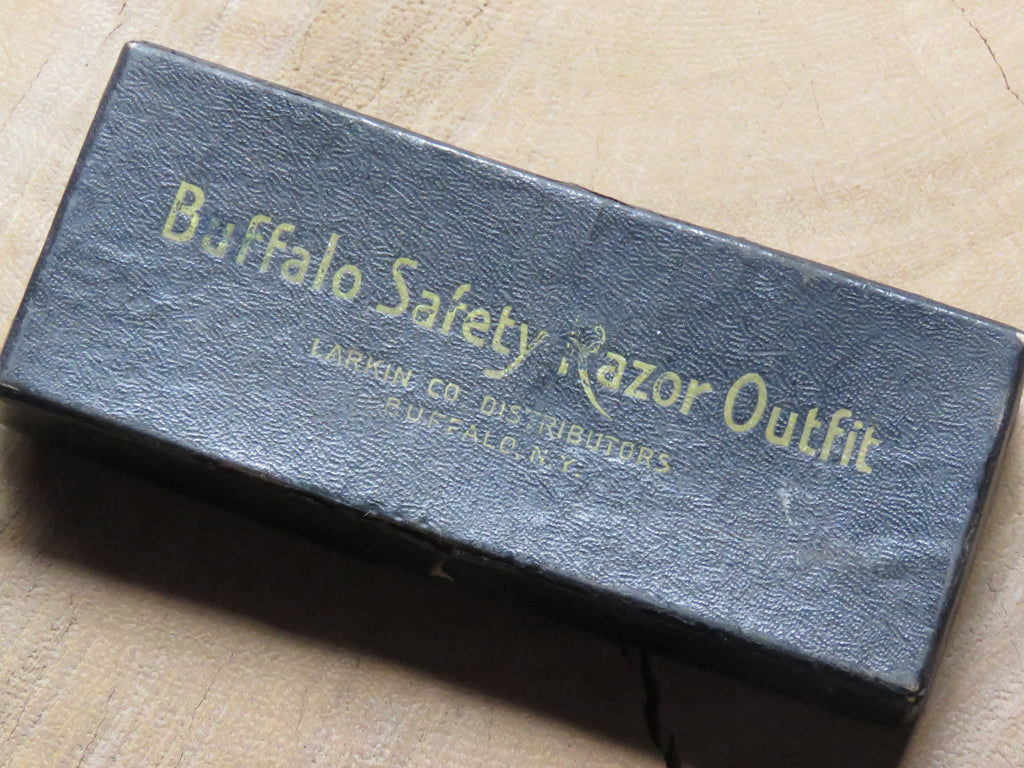 Buffalo Safety Razor Outfit
LARKIN CO DISTRIBUTORS
BUFFALO, N.Y.